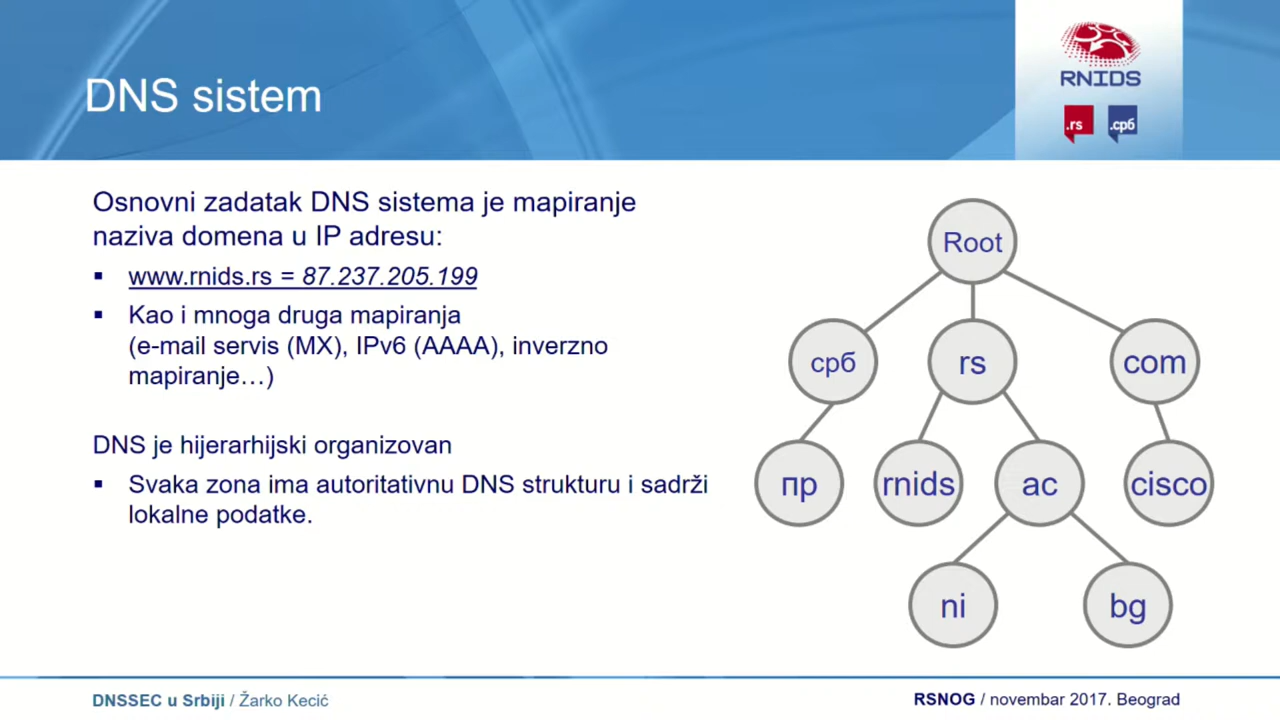 DNS sistem
RNIDS
.rs .срб
Osnovni zadatak DNS sistema je mapiranje
naziva domena u IP adresu:
▪ www.rnids.rs = 87.237.205.199
▪ Kao i mnoga druga mapiranja
(e-mail servis (MX), IPv6 (AAAA), inverzno
mapiranje…)
DNS je hijerarhijski organizovan
▪ Svaka zona ima autoritativnu DNS strukturu i sadrži
lokalne podatke.
Root
срб rs com
пр rnids ac cisco
ni bg
DNSSEC u Srbiji / Žarko Kecić
RSNOG / novembar 2017. Beograd